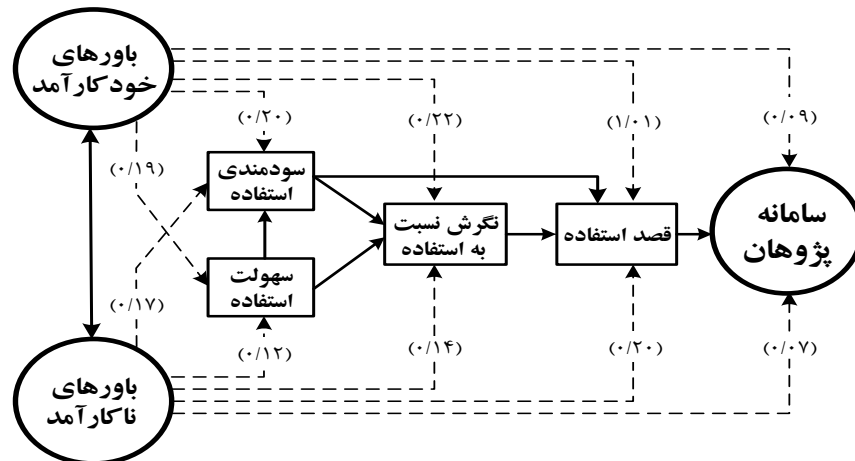 باورهای
خودکارآمد
(۰/۲۰)
(۰/۲۲)
(۱/۰۱)
(۰/۰۹)
(۰/۱۹)
سودمندی
استفاده
نگرش نسبت
به استفاده
قصد استفاده
سامانه
پژوهان
سهولت
استفاده
(۰/۱۷)
(۰/۱۲)
(۰/۱۴)
(۰/۲۰)
(۰/۰۷)
باورهای
ناکارآمد